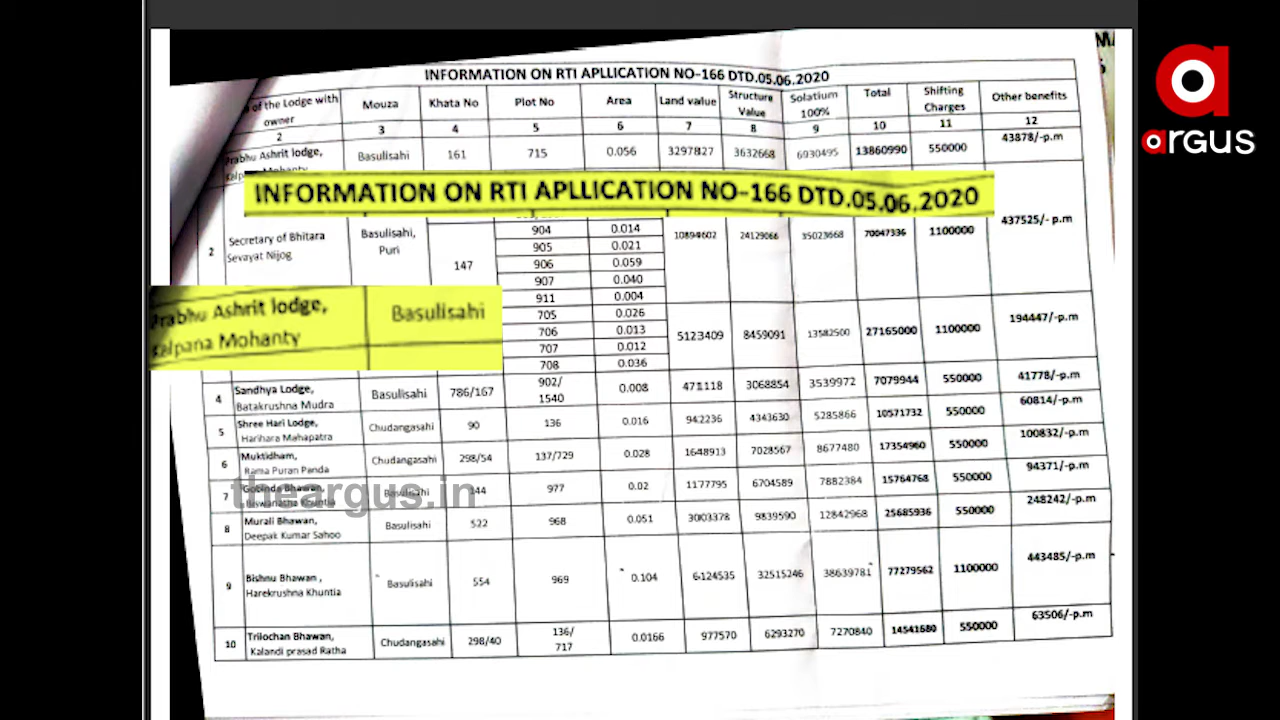 INFORMATION ON RTI APLLICATION NO-166 DTD.05.06.2020
of the Lodge with owner Mouza Khata No Plot No Area Land value Structure Value Solatium 100% Total Shifting Charges Other benefits
2 3 4 5 6 7 8 9 10 11 12
Prabhu Ashrit lodge, Basulisahi 161 715 0.056 3297827 3632668 6930495 13860990 550000 43878/-p.m
INFORMATION ON RTI APLLICATION NO-166 DTD.05.06.2020
2 Secretary of Bhitara Sevayat Nijog Basulisahi, Puri 147 10894602 24129066 35023668 70047336 1100000 437525/- p.m
904 0.014
905 0.021
906 0.059
907 0.040
911 0.004
Prabhu Ashrit lodge, Basulisahi
Kalpana Mohanty
705 0.026 5123409 8459091 13582500 27165000 1100000 194447/-p.m
706 0.013
707 0.012
708 0.036
4 Sandhya Lodge, Batakrushna Mudra Basulisahi 786/167 902/1540 0.008 471118 3068854 3539972 7079944 550000 41778/-p.m
5 Shree Hari Lodge, Harihara Mahapatra Chudangasahi 90 136 0.016 942236 4343630 5285866 10571732 550000 60814/-p.m
6 Muktidham, Rama Puran Panda Chudangasahi 298/54 137/729 0.028 1648913 7028567 8677480 17354960 550000 100832/-p.m
7 Gobinda Bhawan, Biswanatha Khuntia Basulisahi 144 977 0.02 1177795 6704589 7882384 15764768 550000 94371/-p.m
8 Murali Bhawan, Deepak Kumar Sahoo Basulisahi 522 968 0.051 3003378 9839590 12842968 25685936 550000 248242/-p.m
9 Bishnu Bhawan, Harekrushna Khuntia Basulisahi 554 969 0.104 6124535 32515246 38639781 77279562 1100000 443485/-p.m
10 Trilochan Bhawan, Kalandi prasad Ratha Chudangasahi 298/40 136/717 0.0166 977570 6293270 7270840 14541680 550000 63506/-p.m
theargus.in
argus